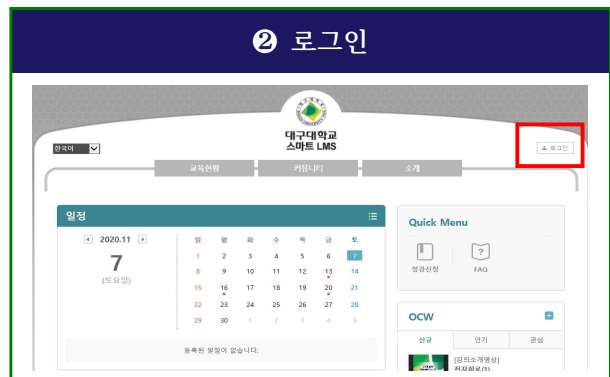 ❷ 로그인
대구대학교
스마트 LMS
한국어
로그인
교육현황 커뮤니티 소개
일정
2020.11
7
(토요일)
일 월 화 수 목 금 토
1 2 3 4 5 6 7
8 9 10 11 12 13 14
15 16 17 18 19 20 21
22 23 24 25 26 27 28
29 30 1 2 3 4 5
등록된 일정이 없습니다.
Quick Menu
청강신청 FAQ
OCW
신규 인기 관심
[강의소개영상]
전자회로(1)